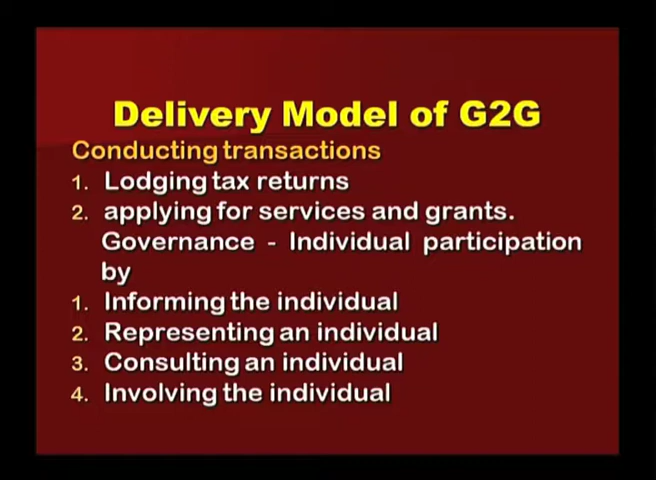 Delivery Model of G2G
Conducting transactions
1. Lodging tax returns
2. applying for services and grants.
Governance - Individual participation
by
1. Informing the individual
2. Representing an individual
3. Consulting an individual
4. Involving the individual